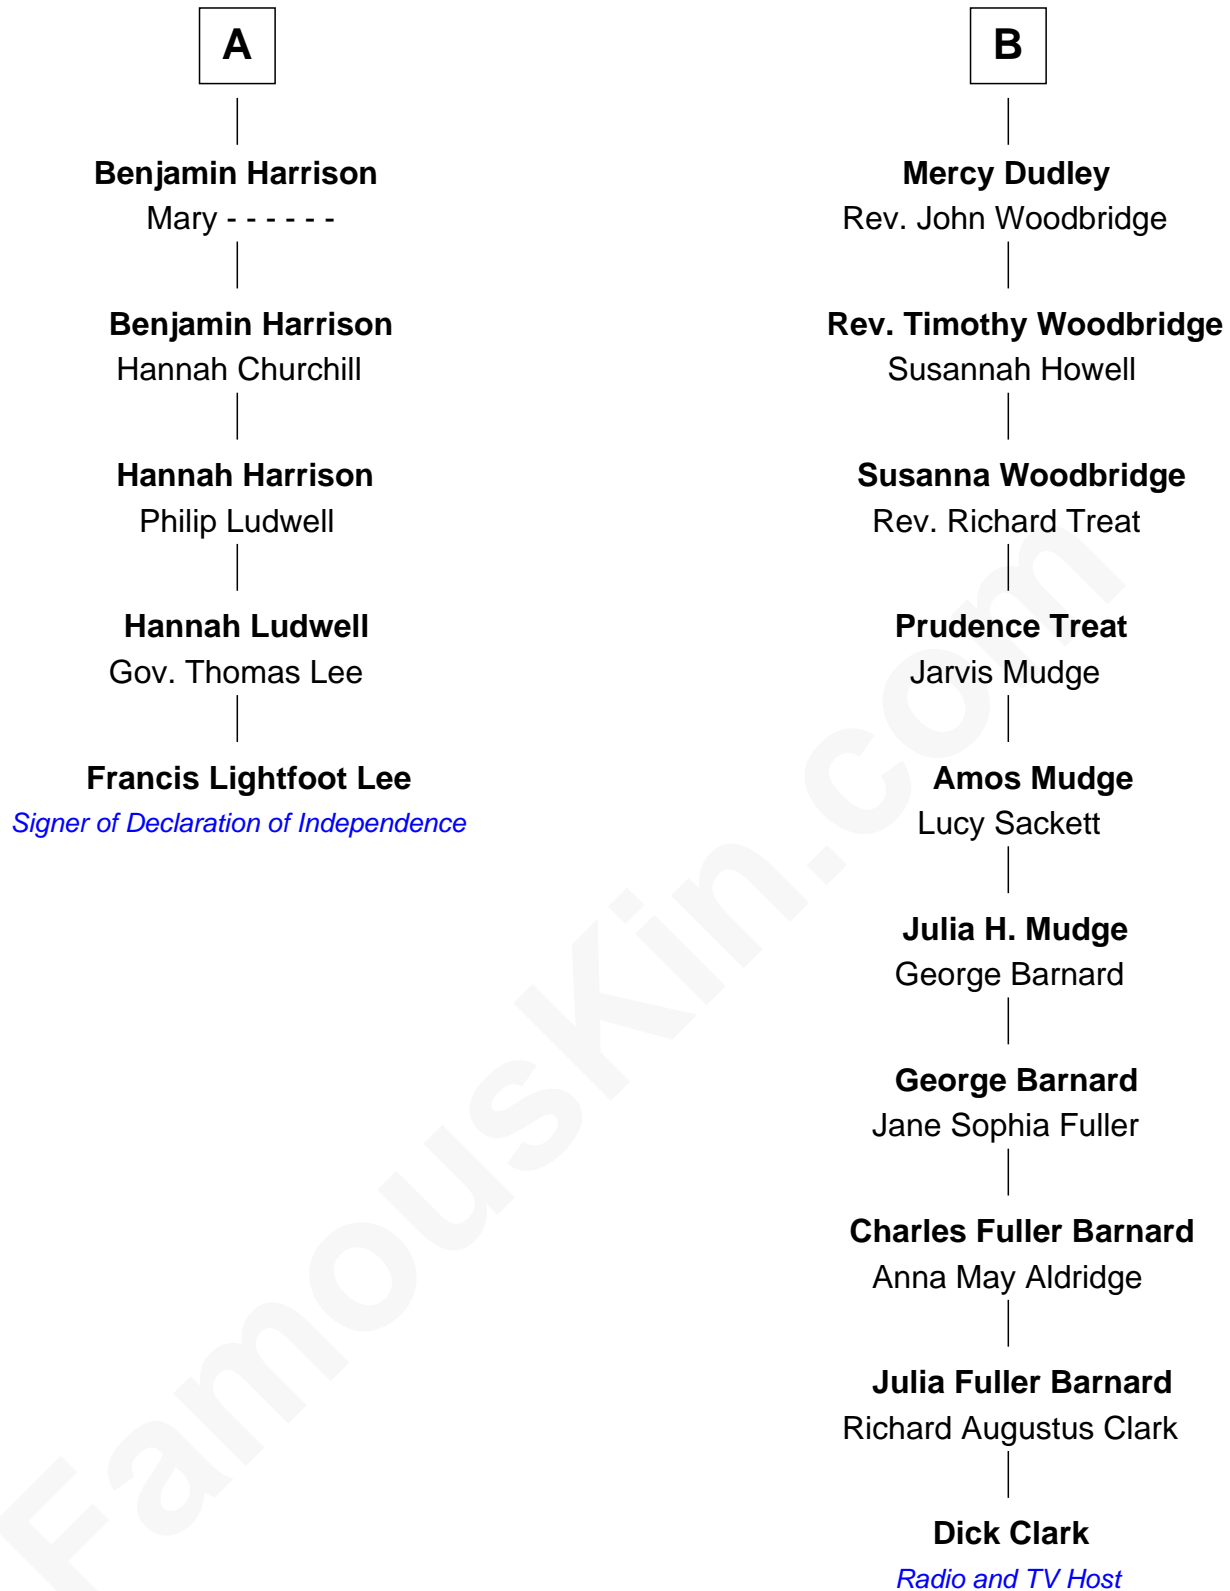 A
Benjamin Harrison
Mary - - - - - -
Benjamin Harrison
Hannah Churchill
Hannah Harrison
Philip Ludwell
Hannah Ludwell
Gov. Thomas Lee
Francis Lightfoot Lee
Signer of Declaration of Independence
B
Mercy Dudley
Rev. John Woodbridge
Rev. Timothy Woodbridge
Susannah Howell
Susanna Woodbridge
Rev. Richard Treat
Prudence Treat
Jarvis Mudge
Amos Mudge
Lucy Sackett
Julia H. Mudge
George Barnard
George Barnard
Jane Sophia Fuller
Charles Fuller Barnard
Anna May Aldridge
Julia Fuller Barnard
Richard Augustus Clark
Dick Clark
Radio and TV Host
FamousKin.com